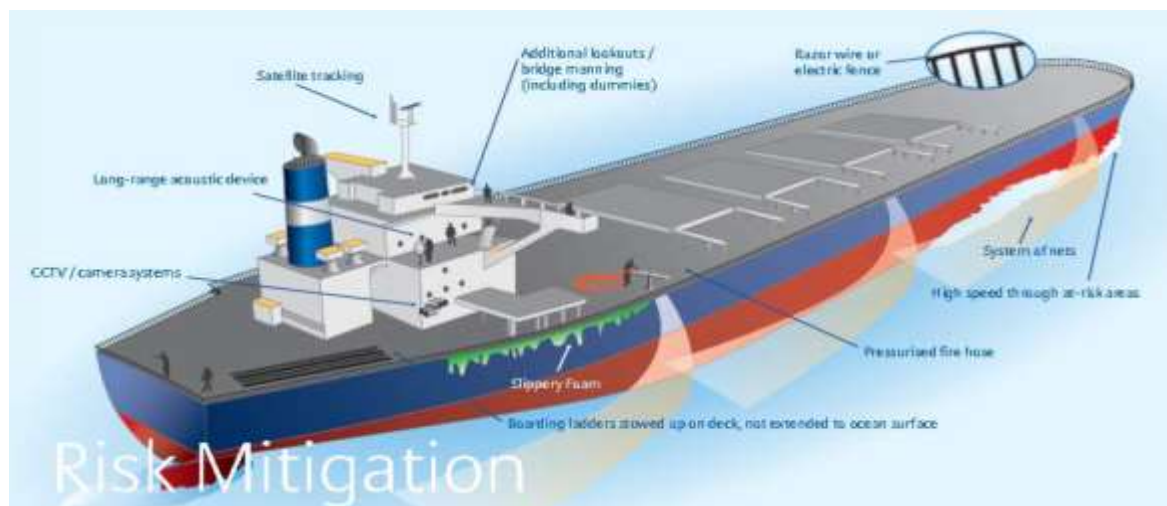 Additional lookouts /
bridge manning
(including dummies)
Razor wire or
electric fence
Satellite tracking
Long-range acoustic device
CCTV / camera systems
System of nets
High speed through at-risk areas
Pressurised fire hose
Slippery Foam
Boarding ladders stowed up on deck, not extended to ocean surface
Risk Mitigation